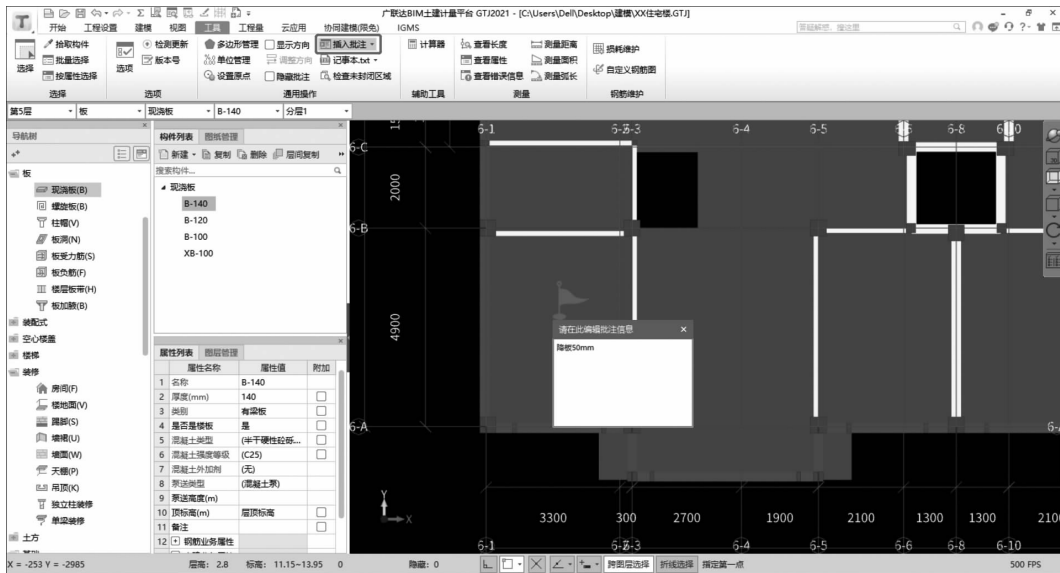 广联达BIM土建计量平台 GTJ2021 - [C:\Users\Dell\Desktop\建模\XX住宅楼.GTJ]
开始 工程设置 建模 视图 工具 工程量 云应用 协同建模(限免) IGMS
拾取构件
批量选择
按属性选择
选择
选择
选项
检测更新
版本号
选项
多边形管理 显示方向 插入批注
单位管理 调整方向 记事本.txt
设置原点 隐藏批注 检查未封闭区域
通用操作
计算器
辅助工具
查看长度 测量距离
查看属性 测量面积
查看错误信息 测量弧长
测量
损耗维护
自定义钢筋图
钢筋维护
第5层 板 现浇板 B-140 分层1
导航树
板
现浇板(B)
螺旋板(B)
柱帽(V)
板洞(N)
板受力筋(S)
板负筋(F)
楼层板带(H)
板加腋(B)
装配式
空心楼盖
楼梯
装修
房间(F)
楼地面(V)
踢脚(S)
墙裙(U)
墙面(W)
天棚(P)
吊顶(K)
独立柱装修
单梁装修
土方
构件列表 图纸管理
新建 复制 删除 层间复制
搜索构件...
现浇板
B-140
B-120
B-100
XB-100
属性列表 图层管理
属性名称 属性值 附加
1 名称 B-140
2 厚度(mm) 140
3 类别 有梁板
4 是否是楼板 是
5 混凝土类型 (半干硬性砼砾...
6 混凝土强度等级 (C25)
7 混凝土外加剂 (无)
8 泵送类型 (混凝土泵)
9 泵送高度(m)
10 顶标高(m) 层顶标高
11 备注
12 + 钢筋业务属性
6-1 6-4 6-5 6-8
6-C
2000
6-B
4900
6-A
请在此编辑批注信息 ×
降板50mm
Y
X
3300 300 2700 1900 2100 1300 1300 2100
6-1 6-4 6-5 6-6 6-8 6-10
X = -253 Y = -2985 层高: 2.8 标高: 11.15~13.95 0 隐藏: 0 跨图层选择 折线选择 指定第一点 500 FPS